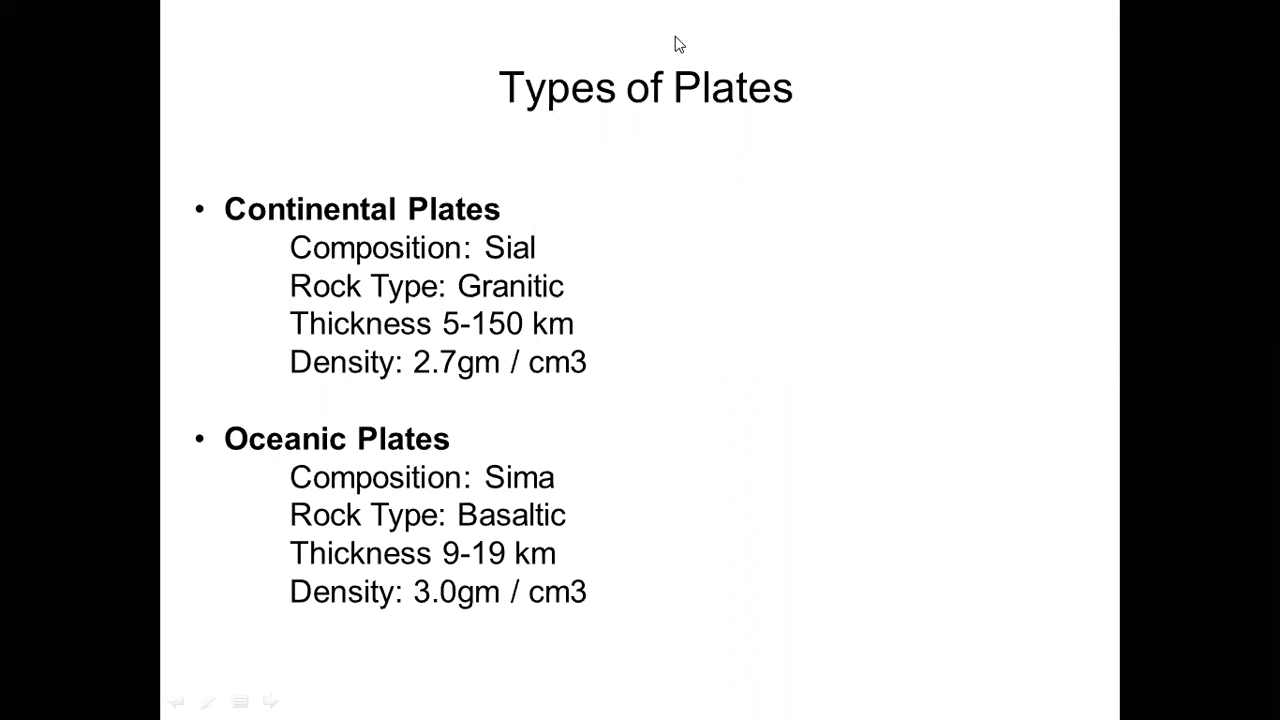 Types of Plates
• Continental Plates
Composition: Sial
Rock Type: Granitic
Thickness 5-150 km
Density: 2.7gm / cm3
• Oceanic Plates
Composition: Sima
Rock Type: Basaltic
Thickness 9-19 km
Density: 3.0gm / cm3